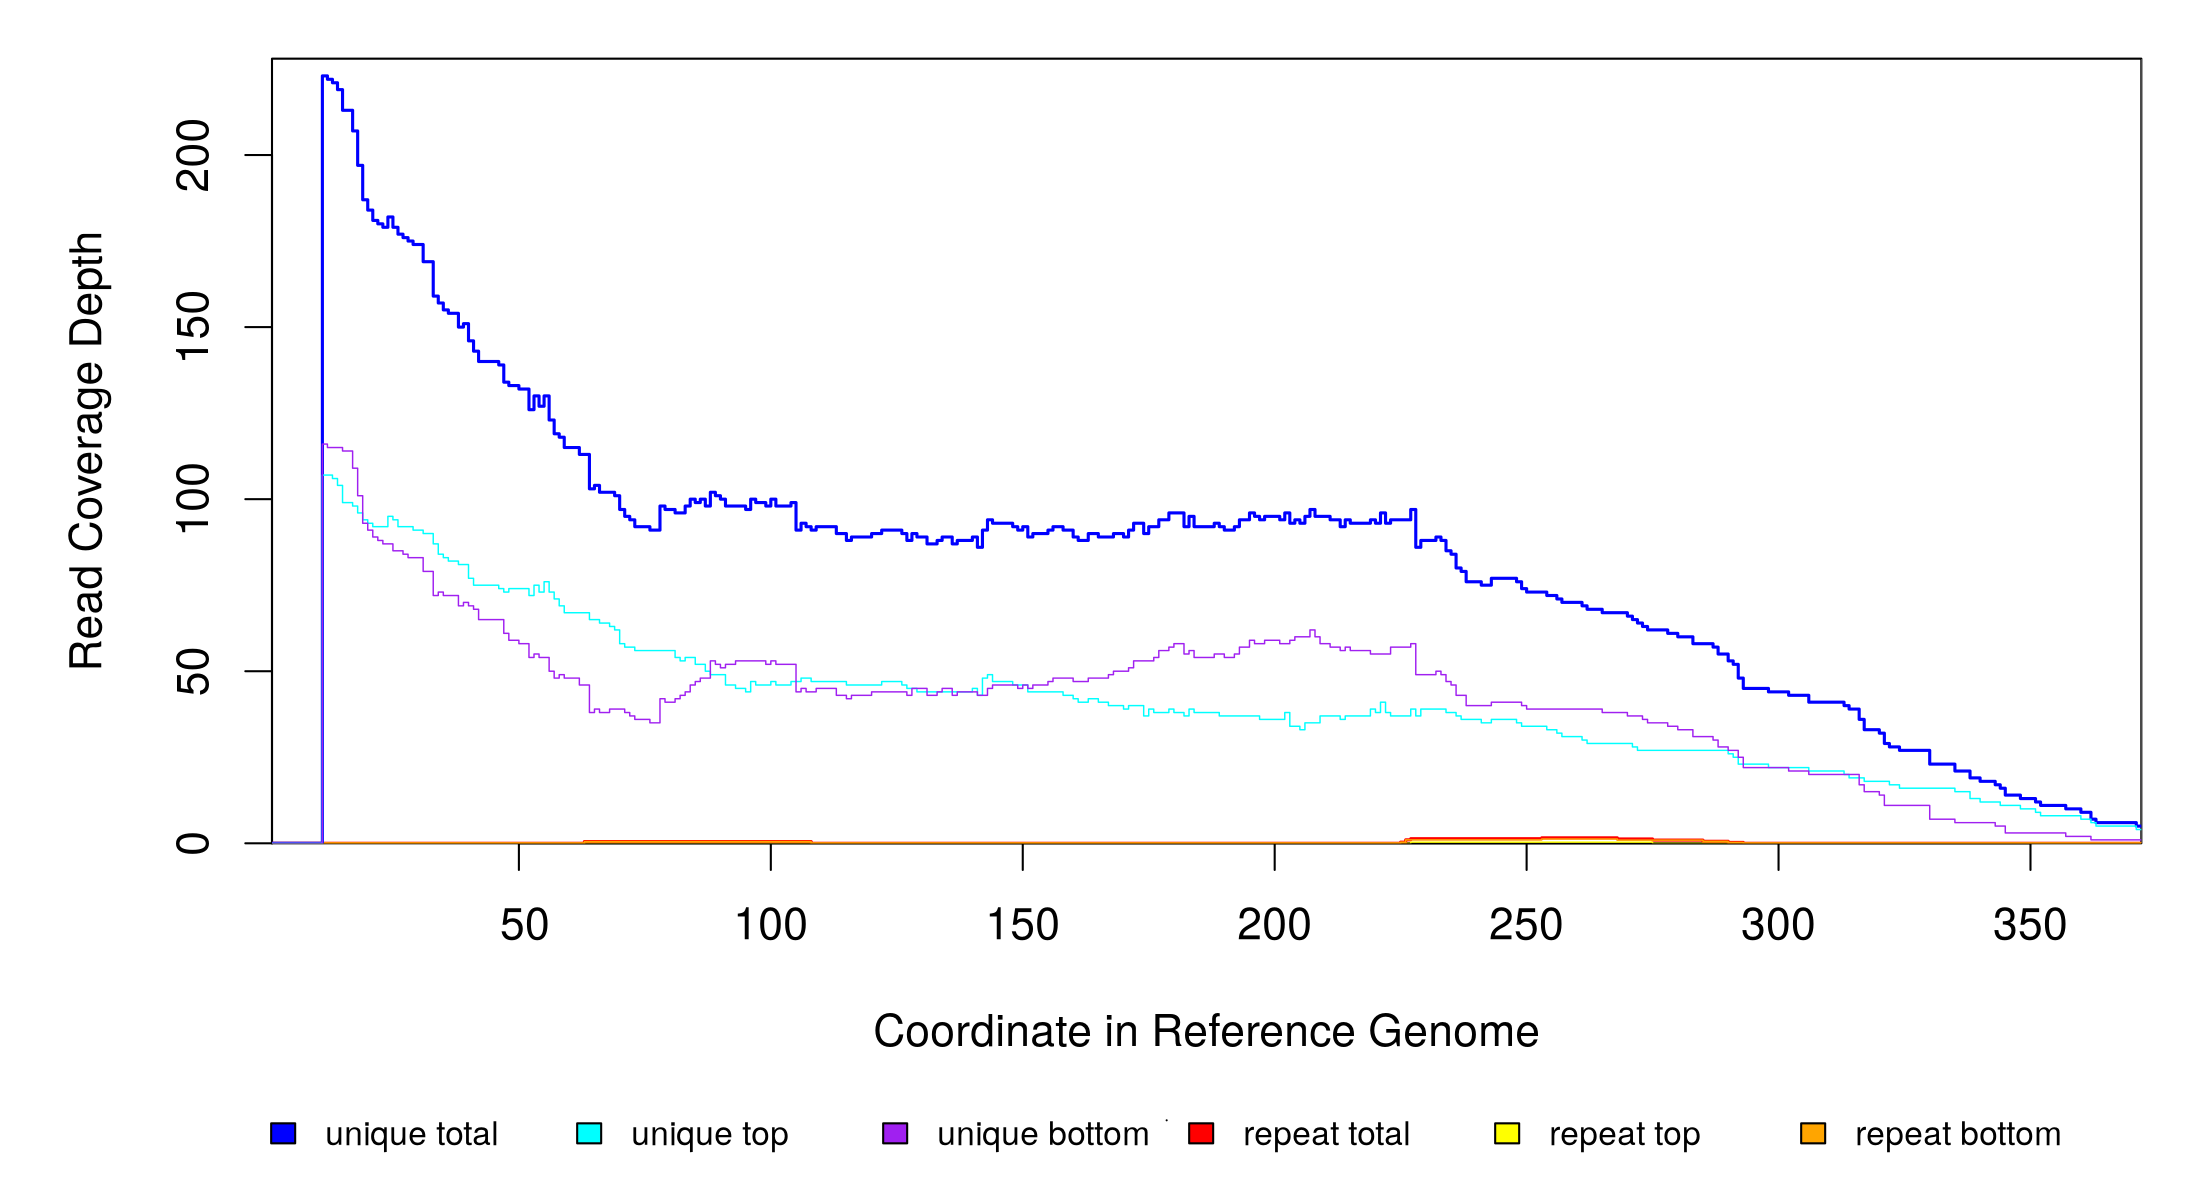 Read Coverage Depth
200
150
100
50
0
50 100 150 200 250 300 350
Coordinate in Reference Genome
unique total unique top unique bottom repeat total repeat top repeat bottom